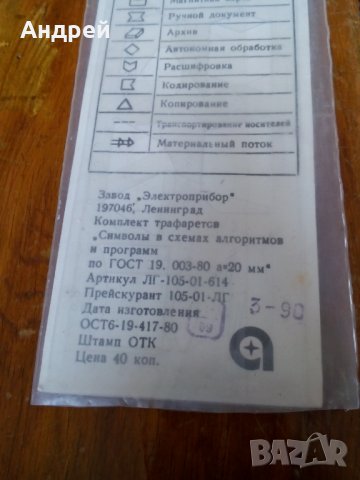 Андрей
Ручной документ
Архив
Автономная обработка
Расшифровка
Кодирование
Копирование
Транспортирование носителей
Материальный поток
Завод „Электроприбор"
197046, Ленинград
Комплект трафаретов
„Символы в схемах алгоритмов
и программ
по ГОСТ 19. 003-80 а=20 мм"
Артикул ЛГ-105-01-614
Прейскурант 105-01-ЛГ
Дата изготовления 3-90
ОСТ6-19-417-80 69
Штамп ОТК
Цена 40 коп.
BAZAR